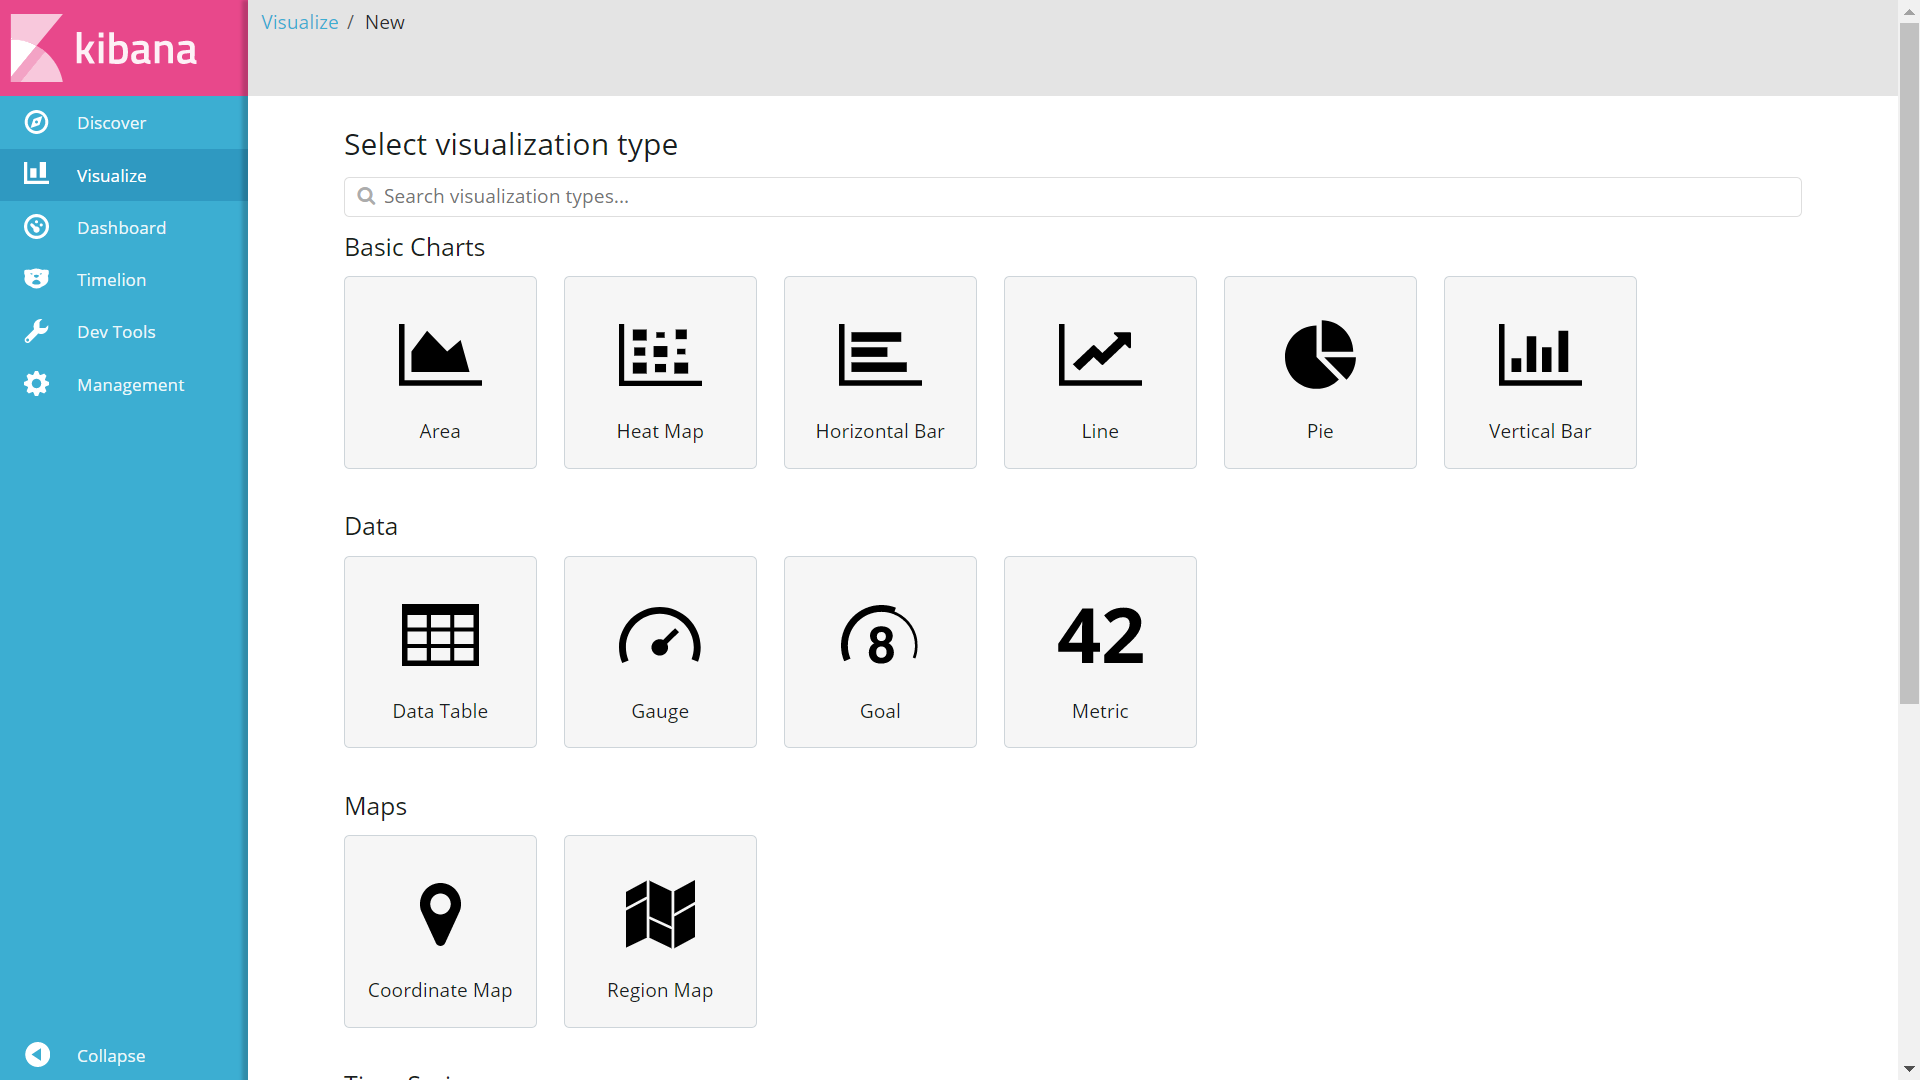 kibana
Discover
Visualize
Dashboard
Timelion
Dev Tools
Management
Collapse
Visualize / New
Select visualization type
Search visualization types...
Basic Charts
Area
Heat Map
Horizontal Bar
Line
Pie
Vertical Bar
Data
8
42
Data Table
Gauge
Goal
Metric
Maps
Coordinate Map
Region Map